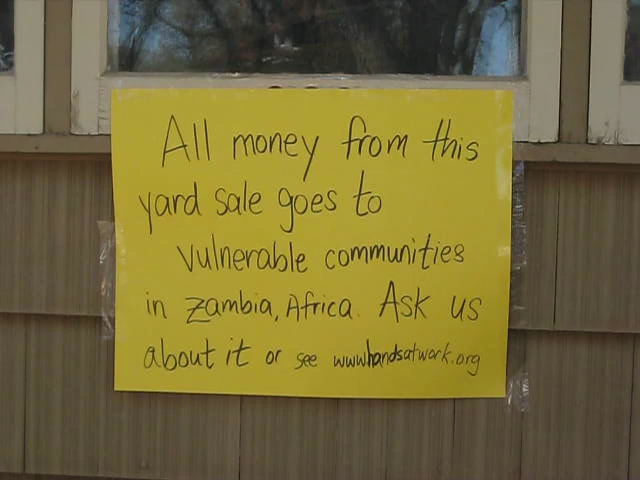 All money from this
yard sale goes to
vulnerable communities
in Zambia, Africa. Ask us
about it or see www.handsatwork.org